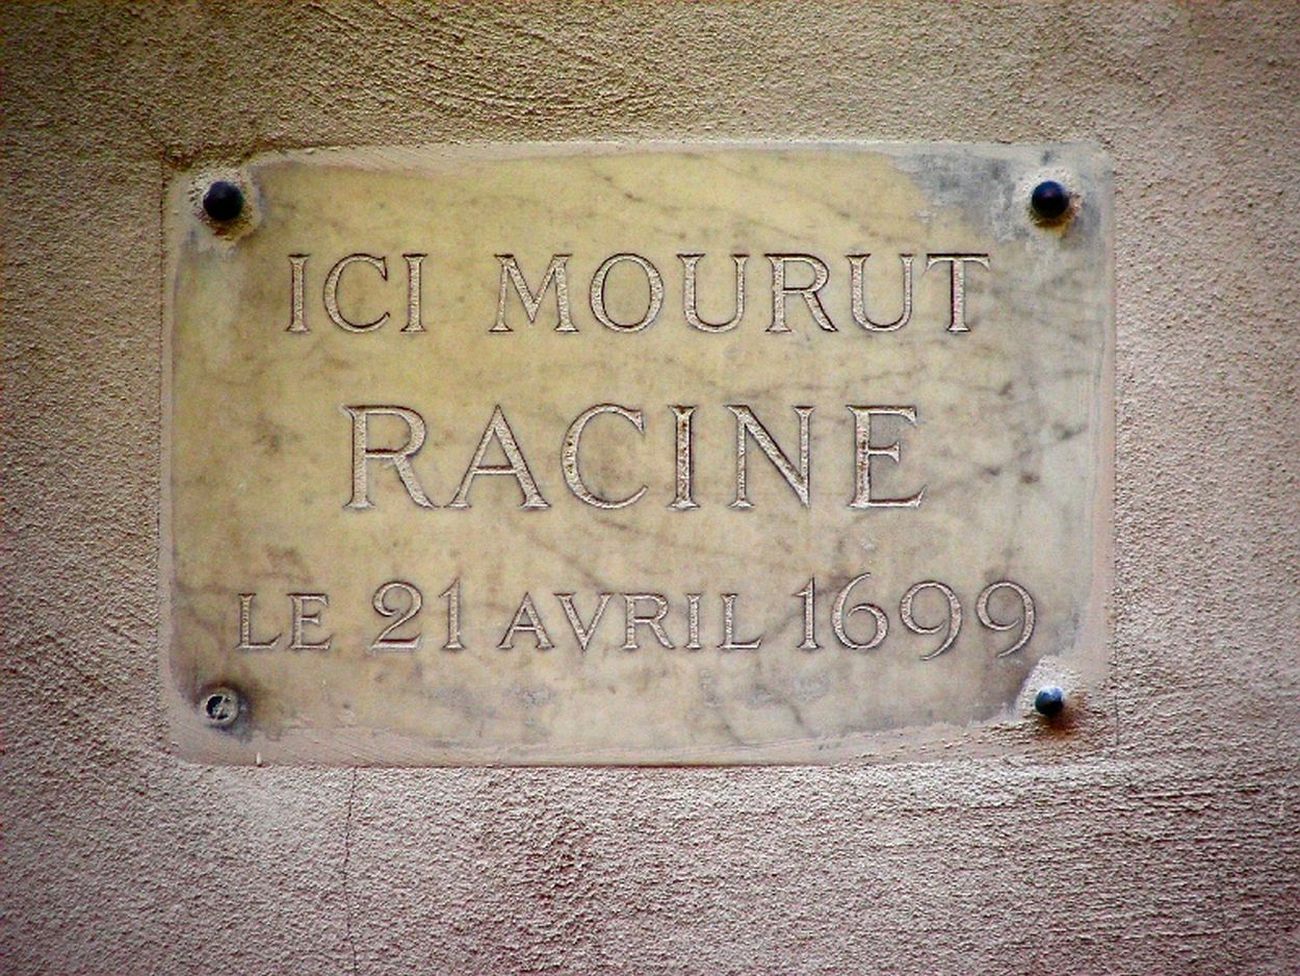 ICI MOURUT
RACINE
LE 21 AVRIL 1699